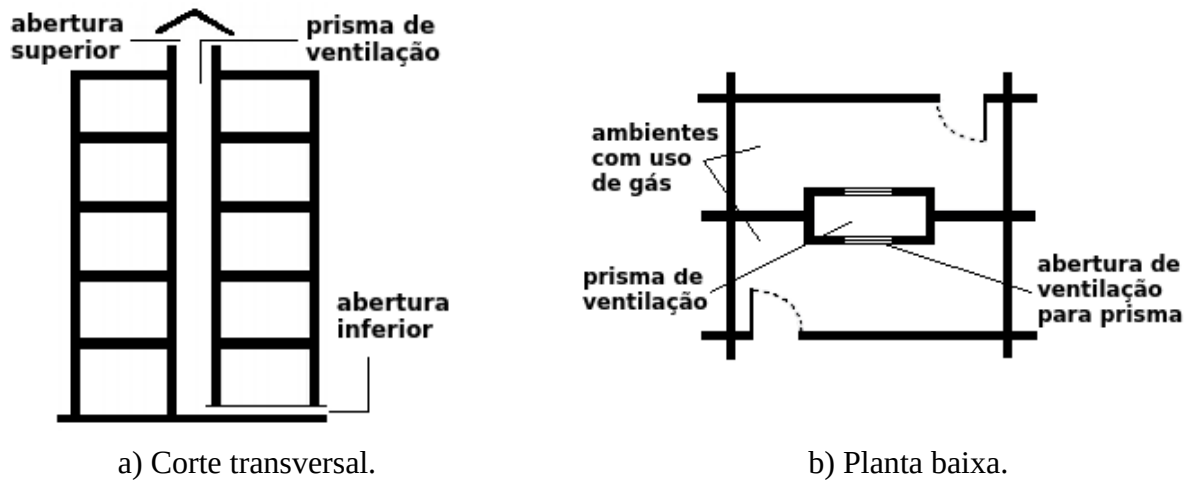 abertura
superior
prisma de
ventilação
abertura
inferior
a) Corte transversal.
ambientes
com uso
de gás
prisma de
ventilação
abertura de
ventilação
para prisma
b) Planta baixa.